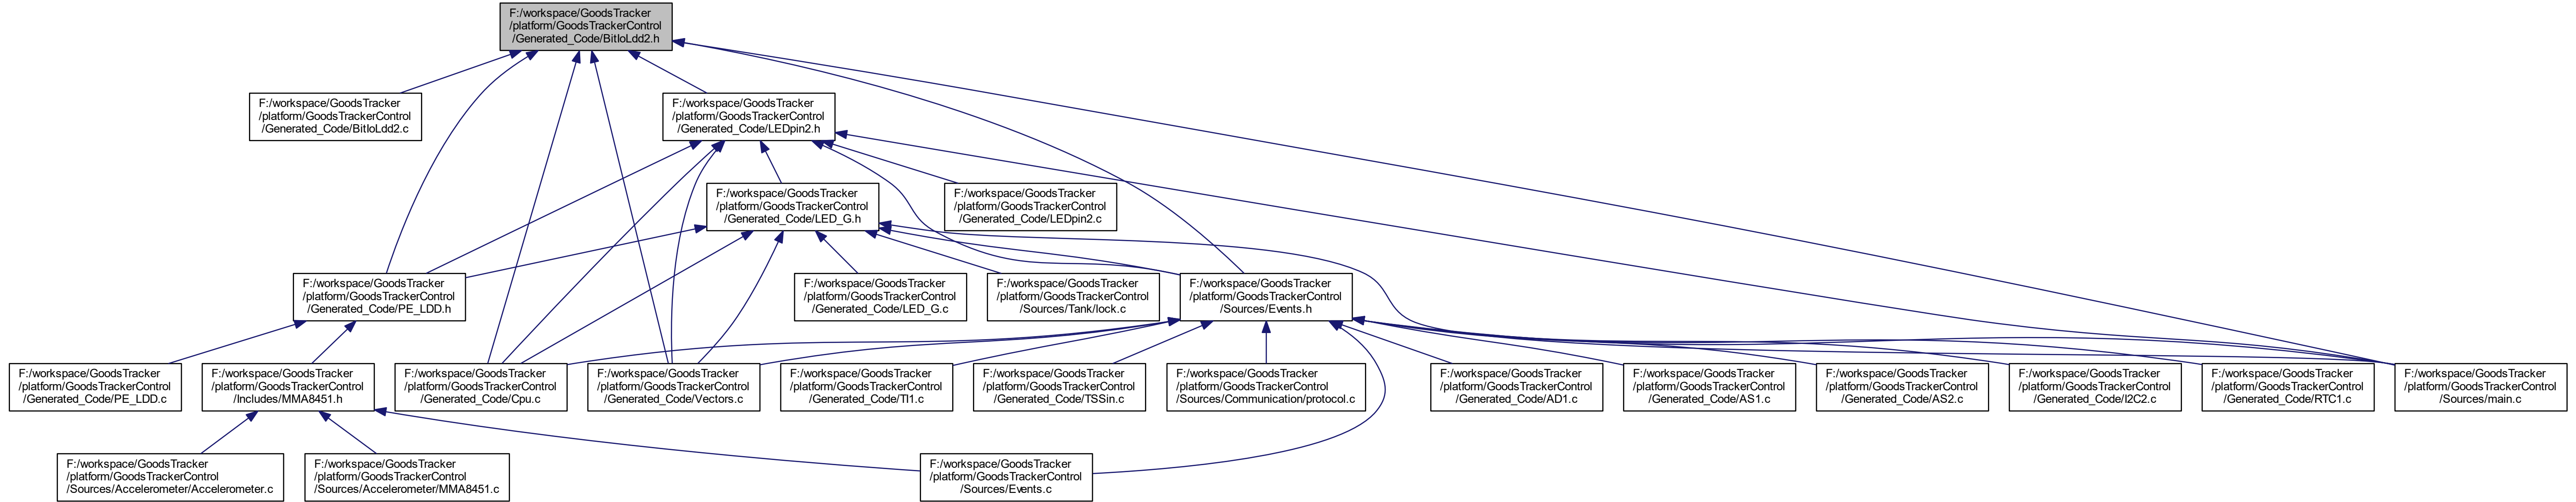 F:/workspace/GoodsTracker
/platform/GoodsTrackerControl
/Generated_Code/BitIoLdd2.h
F:/workspace/GoodsTracker
/platform/GoodsTrackerControl
/Generated_Code/BitIoLdd2.c
F:/workspace/GoodsTracker
/platform/GoodsTrackerControl
/Generated_Code/LEDpin2.h
F:/workspace/GoodsTracker
/platform/GoodsTrackerControl
/Generated_Code/LED_G.h
F:/workspace/GoodsTracker
/platform/GoodsTrackerControl
/Generated_Code/LEDpin2.c
F:/workspace/GoodsTracker
/platform/GoodsTrackerControl
/Generated_Code/PE_LDD.h
F:/workspace/GoodsTracker
/platform/GoodsTrackerControl
/Generated_Code/LED_G.c
F:/workspace/GoodsTracker
/platform/GoodsTrackerControl
/Sources/Tank/lock.c
F:/workspace/GoodsTracker
/platform/GoodsTrackerControl
/Sources/Events.h
F:/workspace/GoodsTracker
/platform/GoodsTrackerControl
/Generated_Code/PE_LDD.c
F:/workspace/GoodsTracker
/platform/GoodsTrackerControl
/Includes/MMA8451.h
F:/workspace/GoodsTracker
/platform/GoodsTrackerControl
/Generated_Code/Cpu.c
F:/workspace/GoodsTracker
/platform/GoodsTrackerControl
/Generated_Code/Vectors.c
F:/workspace/GoodsTracker
/platform/GoodsTrackerControl
/Generated_Code/TI1.c
F:/workspace/GoodsTracker
/platform/GoodsTrackerControl
/Generated_Code/TSSin.c
F:/workspace/GoodsTracker
/platform/GoodsTrackerControl
/Sources/Communication/protocol.c
F:/workspace/GoodsTracker
/platform/GoodsTrackerControl
/Generated_Code/AD1.c
F:/workspace/GoodsTracker
/platform/GoodsTrackerControl
/Generated_Code/AS1.c
F:/workspace/GoodsTracker
/platform/GoodsTrackerControl
/Generated_Code/AS2.c
F:/workspace/GoodsTracker
/platform/GoodsTrackerControl
/Generated_Code/I2C2.c
F:/workspace/GoodsTracker
/platform/GoodsTrackerControl
/Generated_Code/RTC1.c
F:/workspace/GoodsTracker
/platform/GoodsTrackerControl
/Sources/main.c
F:/workspace/GoodsTracker
/platform/GoodsTrackerControl
/Sources/Accelerometer/Accelerometer.c
F:/workspace/GoodsTracker
/platform/GoodsTrackerControl
/Sources/Accelerometer/MMA8451.c
F:/workspace/GoodsTracker
/platform/GoodsTrackerControl
/Sources/Events.c